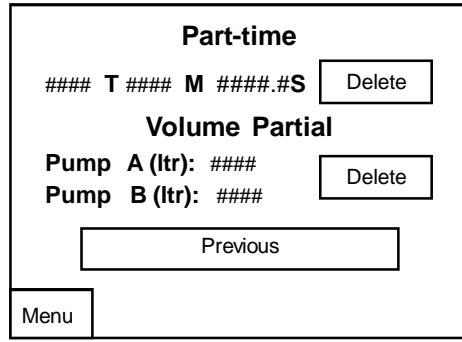 Part-time
#### T #### M ####.#S Delete
Volume Partial
Pump A (ltr): ####
Delete
Pump B (ltr): ####
Previous
Menu